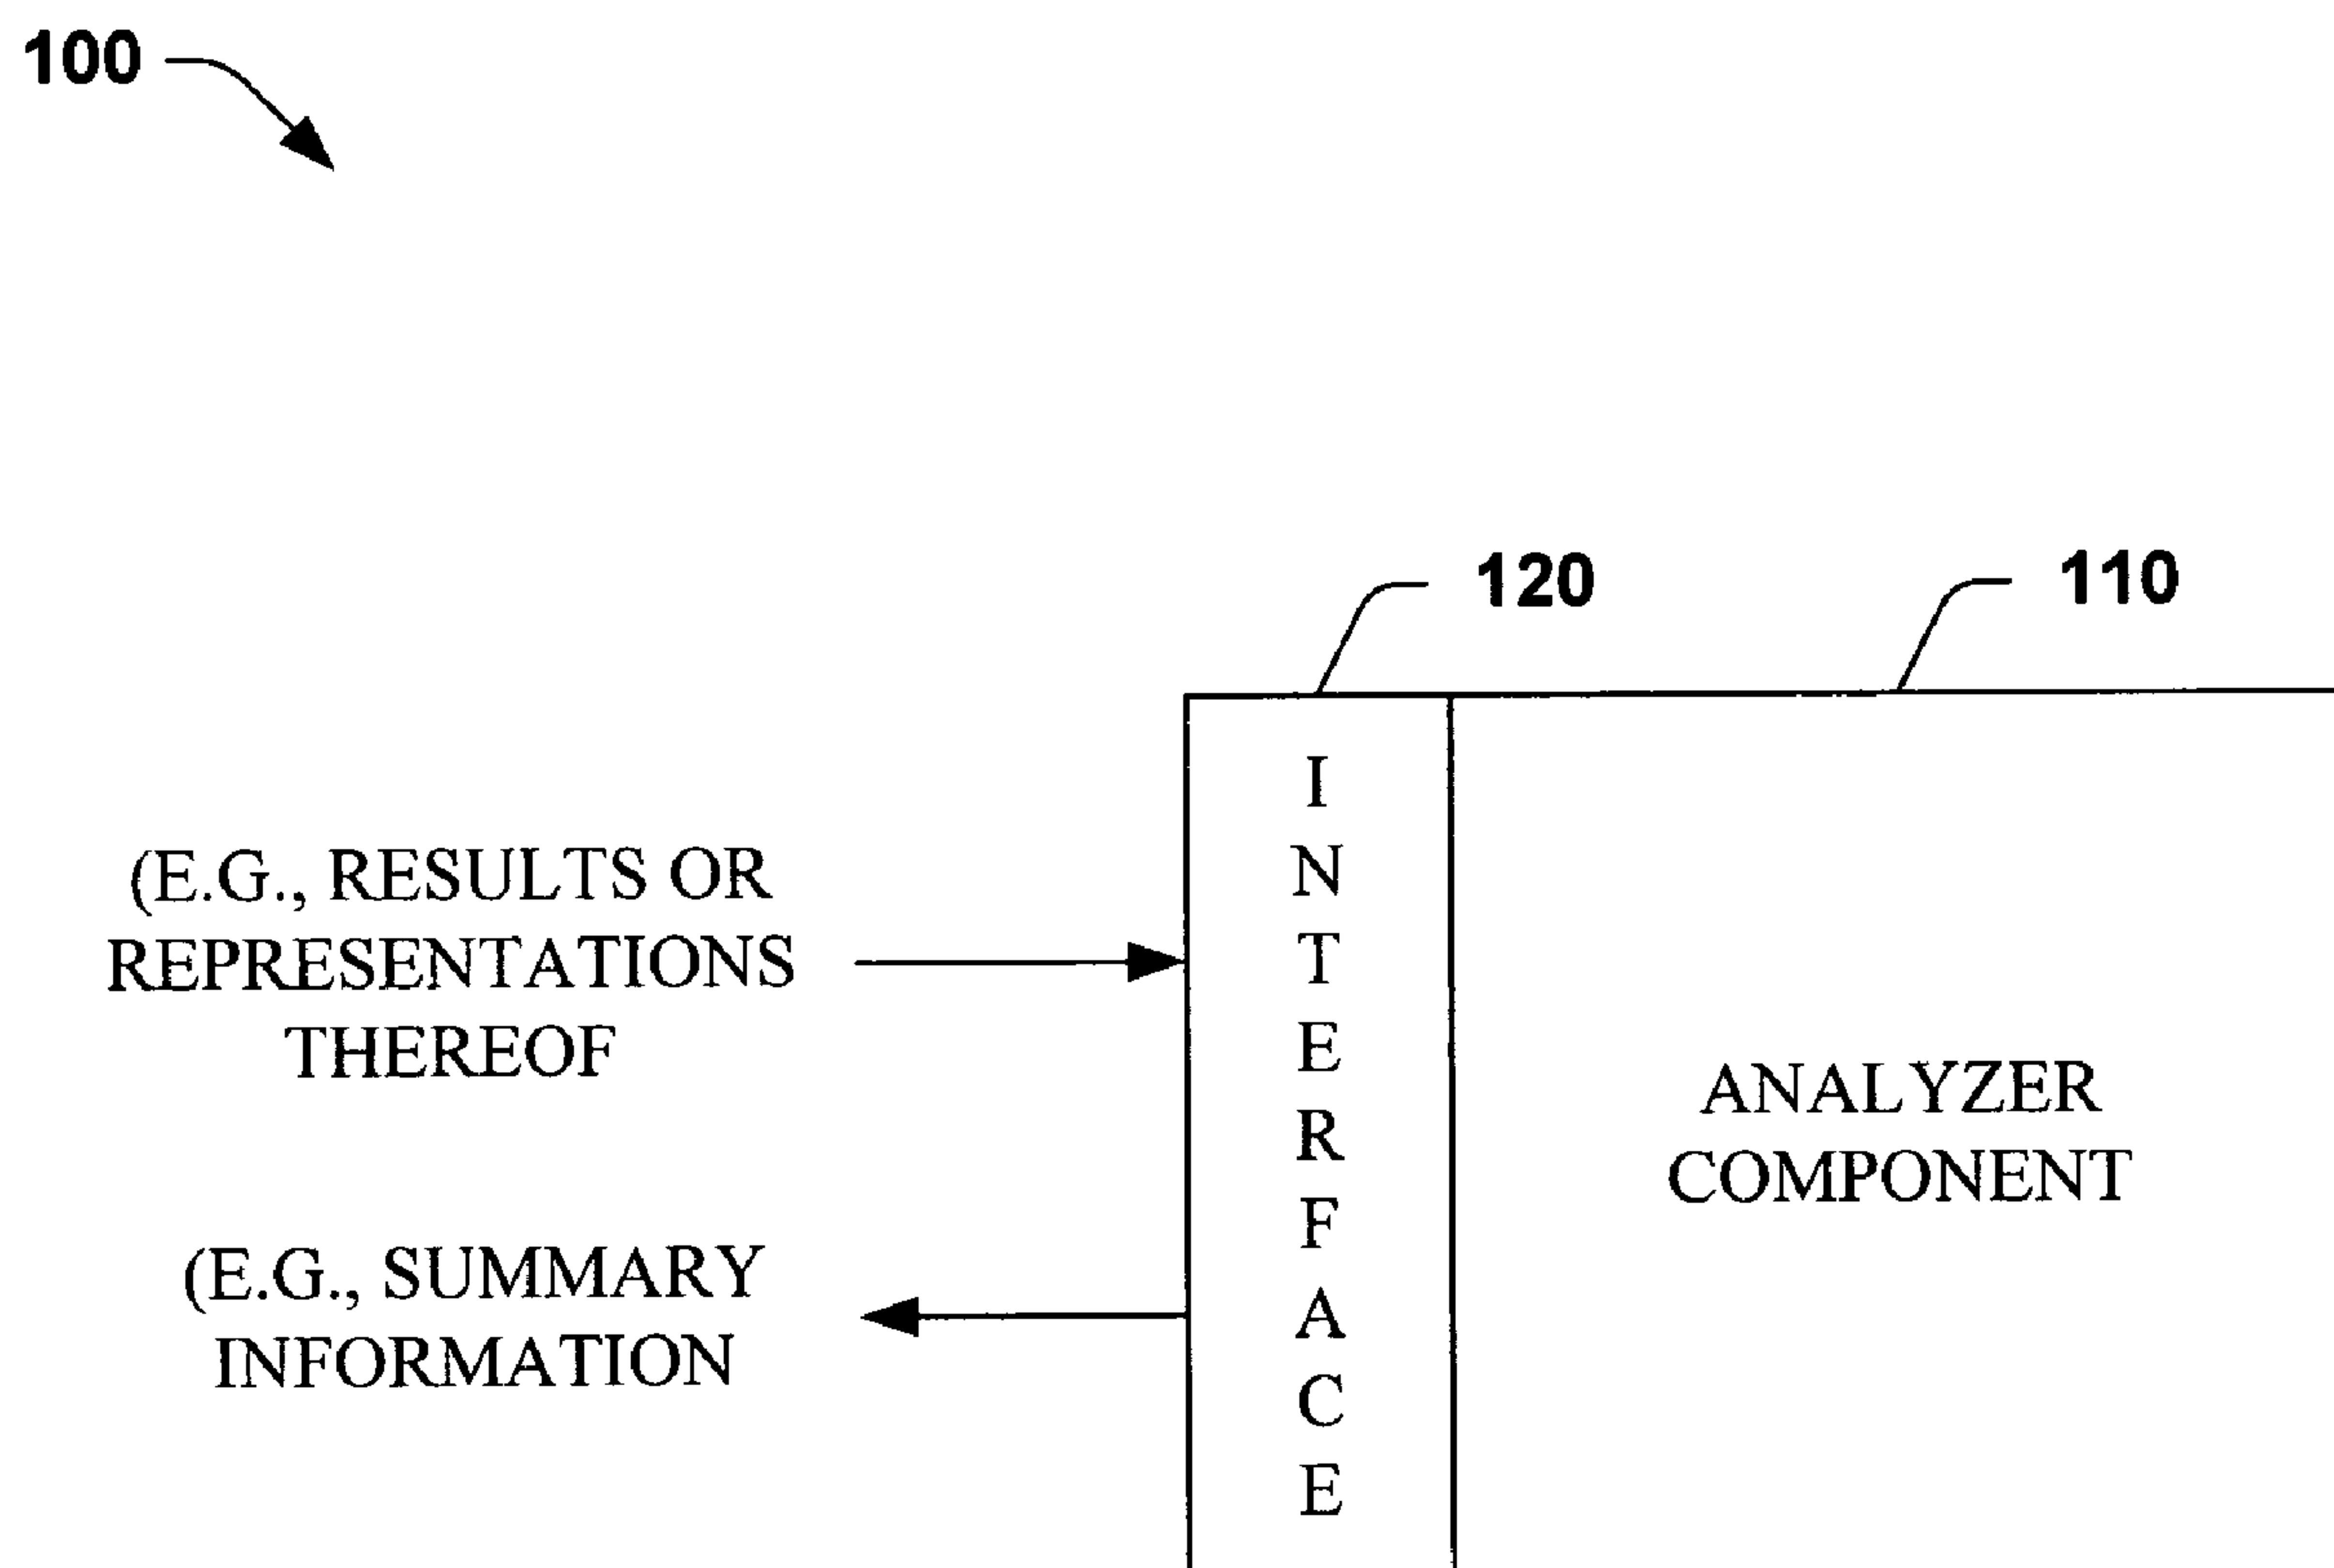 100
120
110
(E.G., RESULTS OR
REPRESENTATIONS
THEREOF
(E.G., SUMMARY
INFORMATION
I
N
T
E
R
F
A
C
E
ANALYZER
COMPONENT